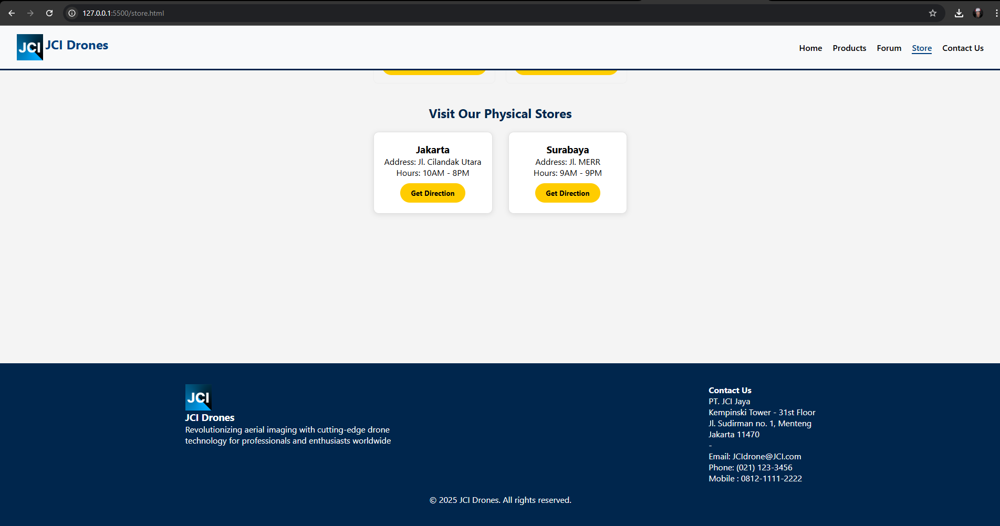 127.0.0.1:5500/store.html
JCI JCI Drones
Home Products Forum Store Contact Us
Visit Our Physical Stores
Jakarta
Address: Jl. Cilandak Utara
Hours: 10AM - 8PM
Get Direction
Surabaya
Address: Jl. MERR
Hours: 9AM - 9PM
Get Direction
JCI
JCI Drones
Revolutionizing aerial imaging with cutting-edge drone
technology for professionals and enthusiasts worldwide
Contact Us
PT. JCI Jaya
Kempinski Tower - 31st Floor
Jl. Sudirman no. 1, Menteng
Jakarta 11470
-
Email: JCIdrone@JCI.com
Phone: (021) 123-3456
Mobile : 0812-1111-2222
© 2025 JCI Drones. All rights reserved.